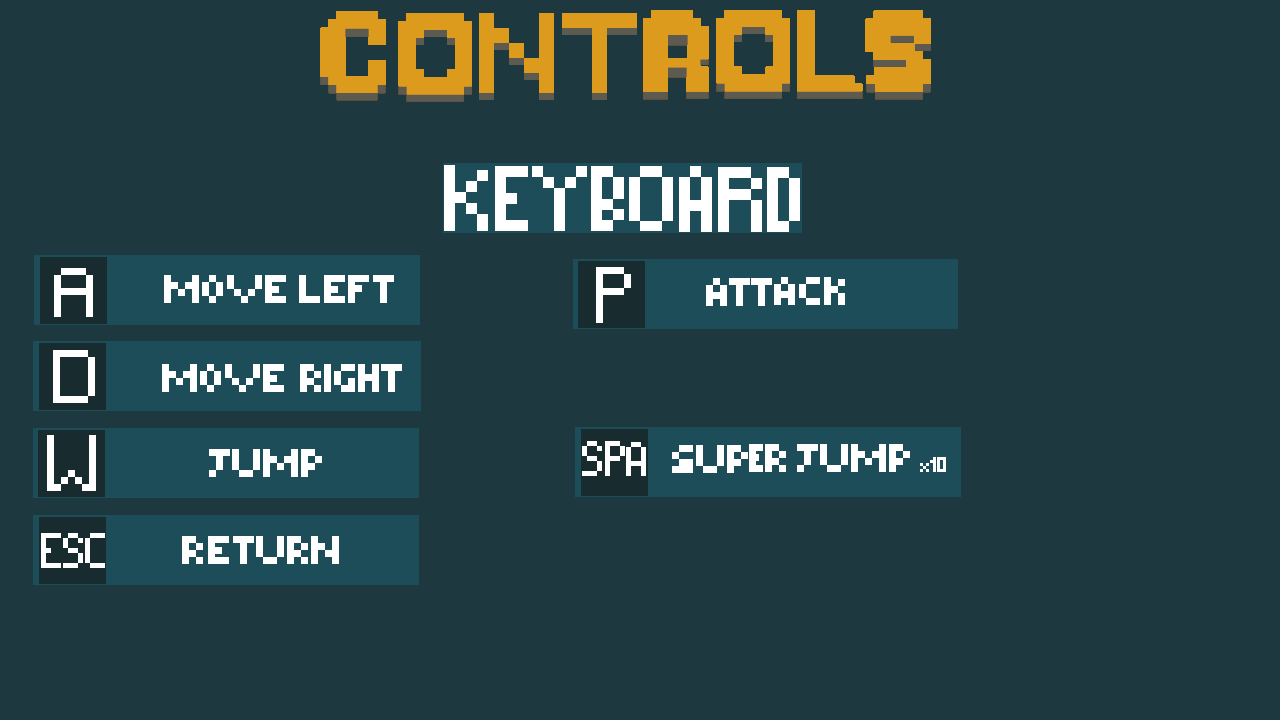 CONTROLS
KEYBOARD
A MOVE LEFT
P ATTACK
D MOVE RIGHT
W JUMP
SPA SUPER JUMP x10
ESC RETURN